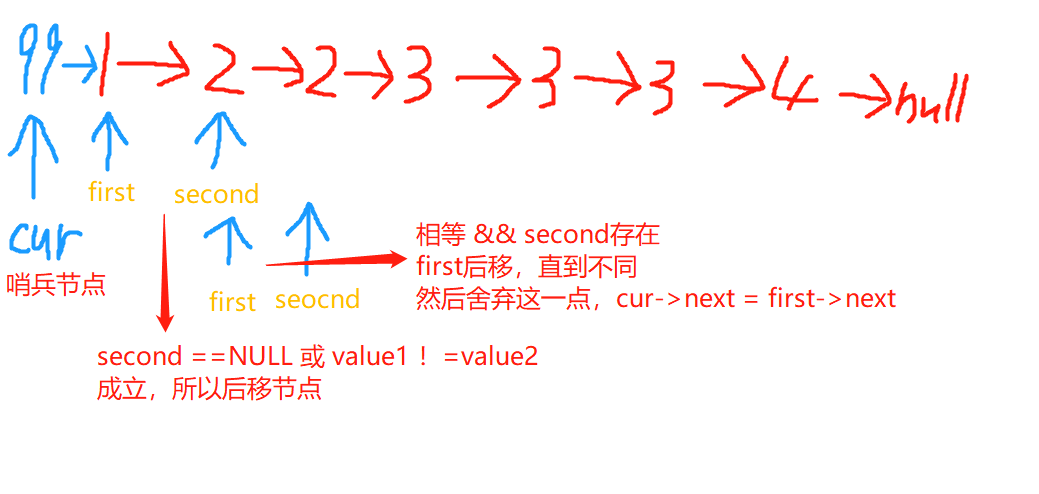 99→1→2→2→3→3→3→4→null
first second
cur
哨兵节点
first seocnd
相等 && second存在
first后移，直到不同
然后舍弃这一点，cur->next = first->next
second ==NULL 或 value1 ！=value2
成立，所以后移节点